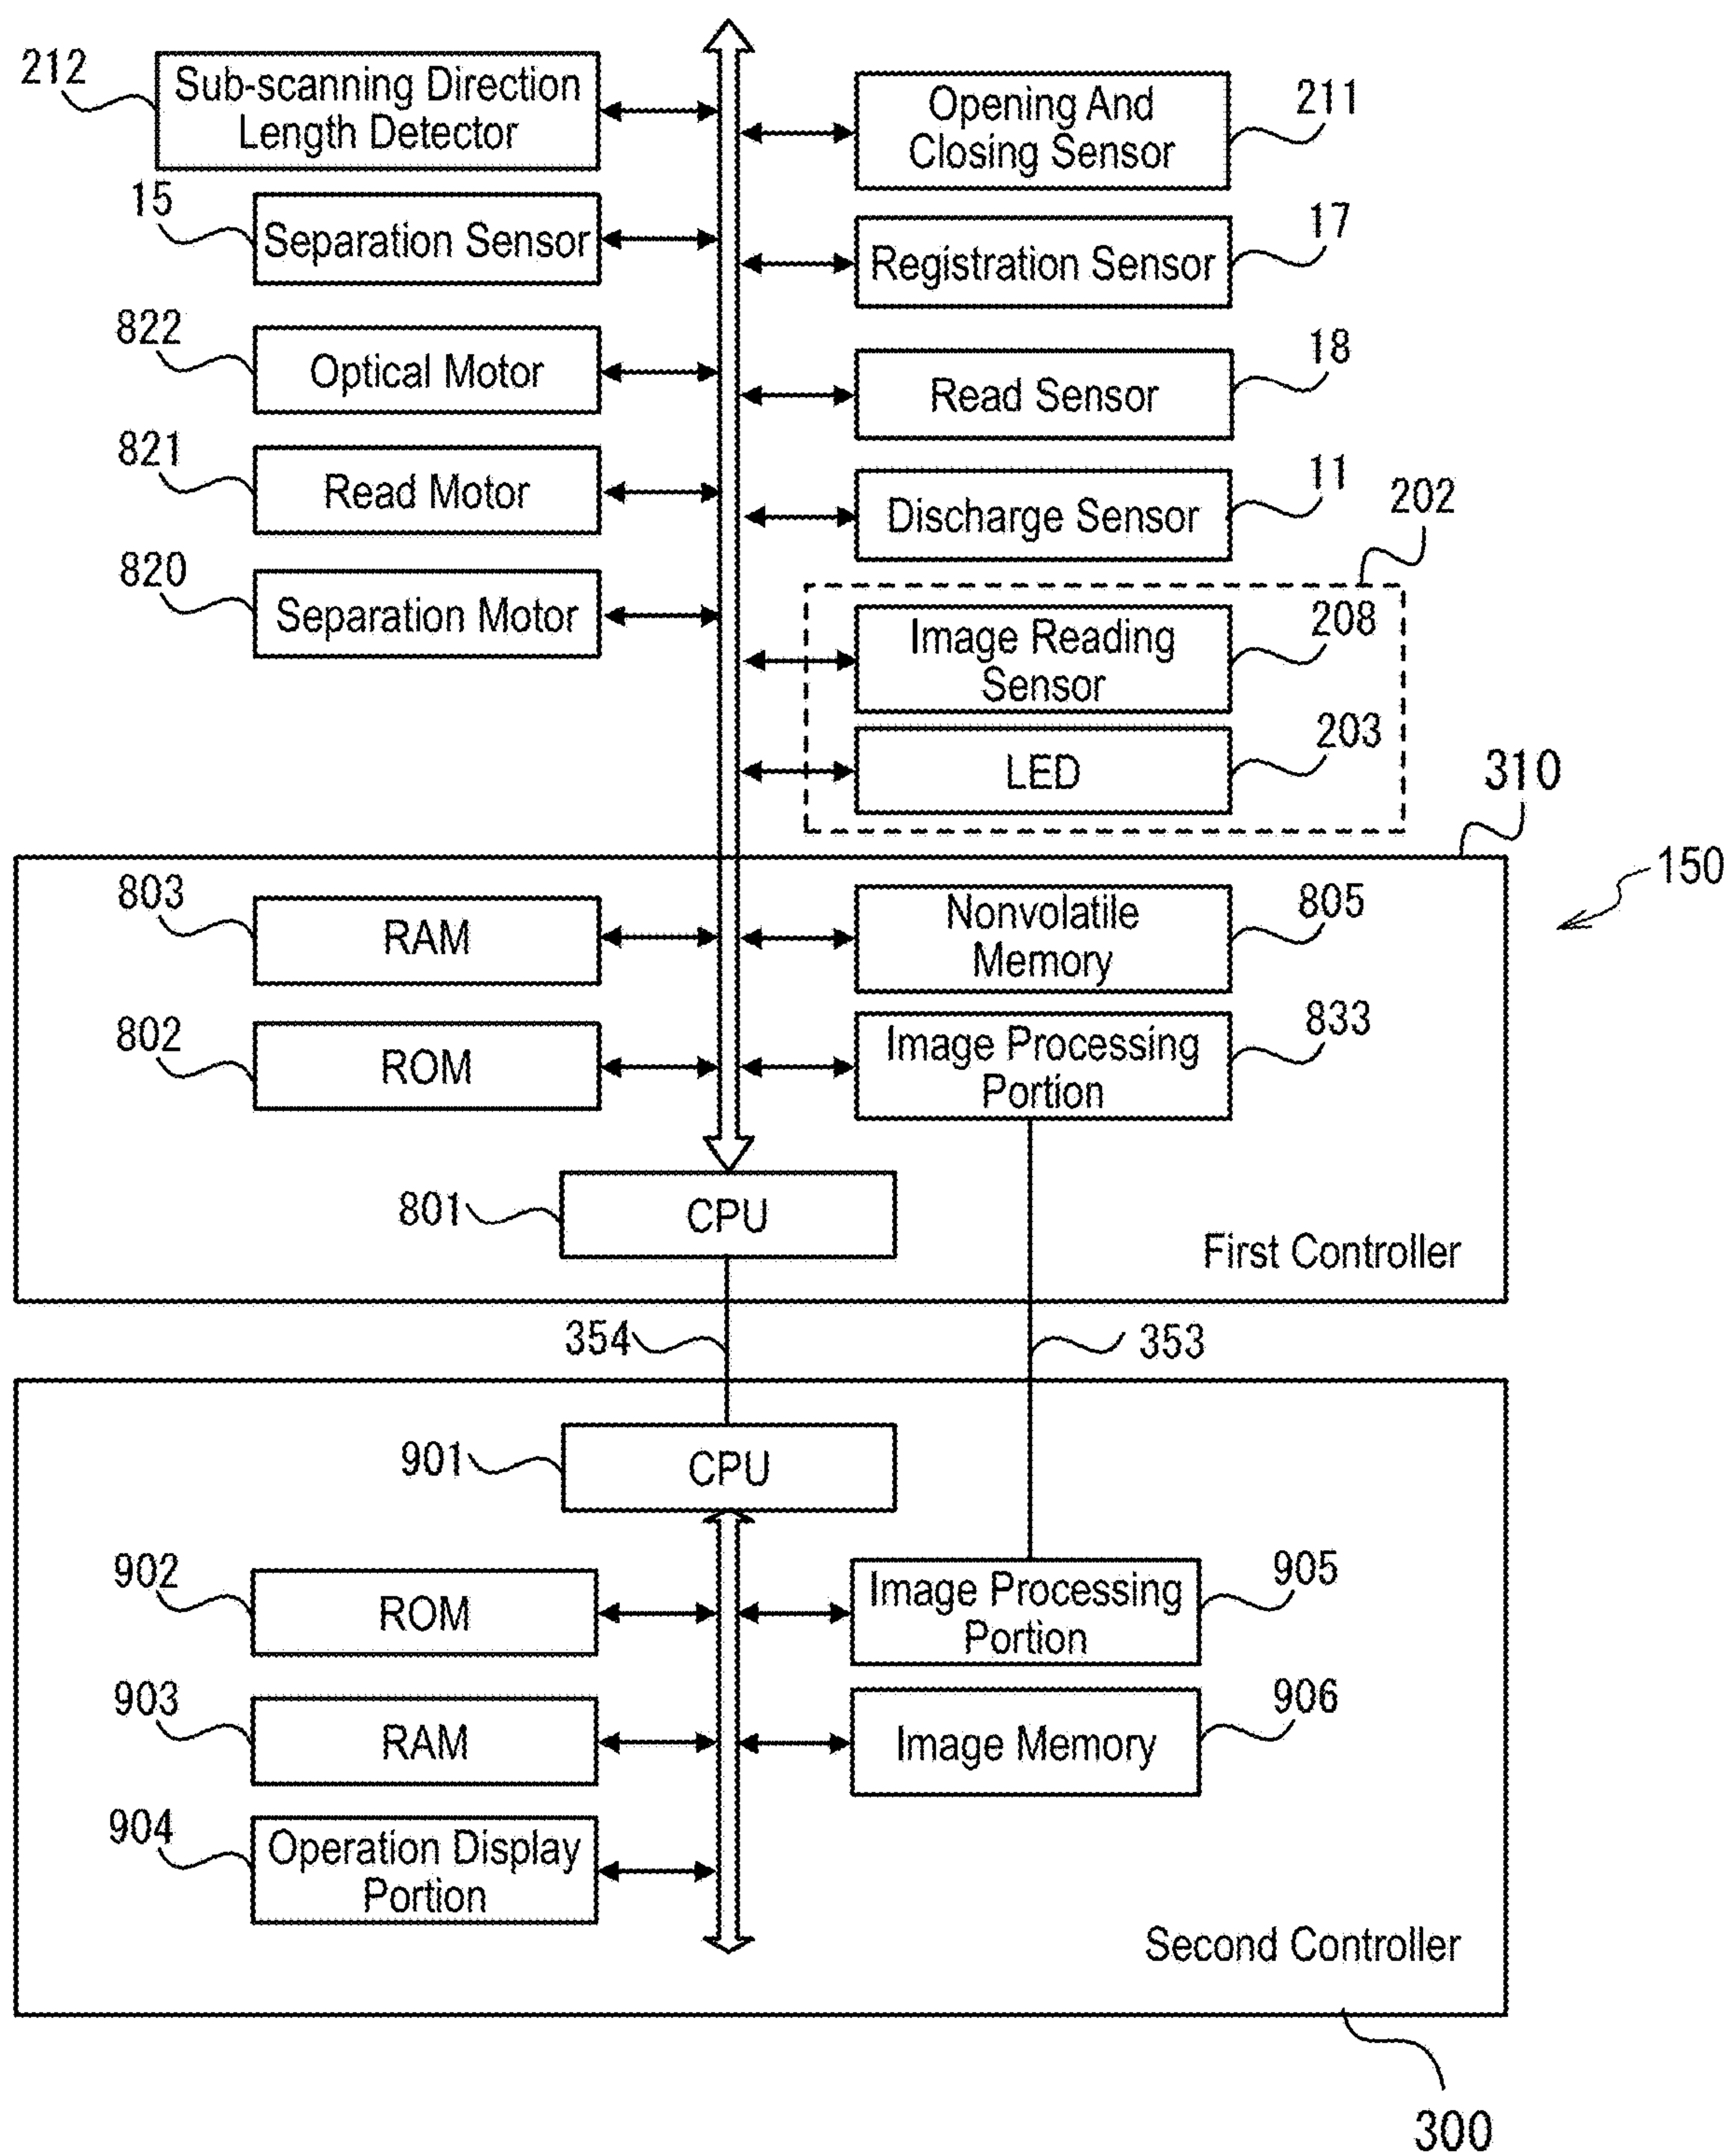 212
Sub-scanning Direction
Length Detector
Opening And
Closing Sensor
211
15
Separation Sensor
17
Registration Sensor
822
Optical Motor
18
Read Sensor
821
Read Motor
11
Discharge Sensor
202
820
Separation Motor
208
Image Reading
Sensor
203
LED
310
150
803
RAM
Nonvolatile
Memory
805
802
ROM
Image Processing
Portion
833
801
CPU
First Controller
354
353
901
CPU
902
ROM
Image Processing
Portion
905
903
RAM
Image Memory
906
904
Operation Display
Portion
Second Controller
300